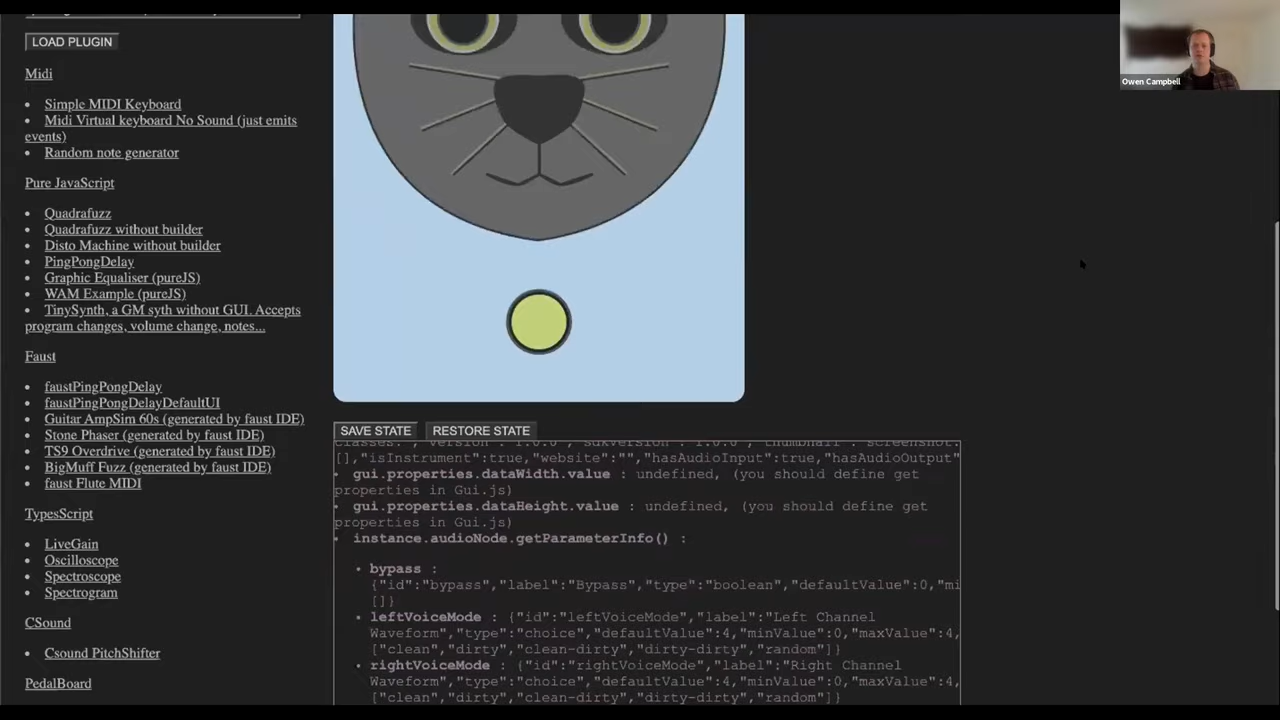 LOAD PLUGIN
Midi
Simple MIDI Keyboard
Midi Virtual keyboard No Sound (just emits
events)
Random note generator
Pure JavaScript
Quadrafuzz
Quadrafuzz without builder
Disto Machine without builder
PingPongDelay
Graphic Equaliser (pureJS)
WAM Example (pureJS)
TinySynth, a GM syth without GUI. Accepts
program changes, volume change, notes...
Faust
faustPingPongDelay
faustPingPongDelayDefaultUI
Guitar AmpSim 60s (generated by faust IDE)
Stone Phaser (generated by faust IDE)
TS9 Overdrive (generated by faust IDE)
BigMuff Fuzz (generated by faust IDE)
faust Flute MIDI
TypesScript
LiveGain
Oscilloscope
Spectroscope
Spectrogram
CSound
Csound PitchShifter
PedalBoard
SAVE STATE
RESTORE STATE
[],"isInstrument":true,"website":"","hasAudioInput":true,"hasAudioOutput"
gui.properties.dataWidth.value : undefined, (you should define get
properties in Gui.js)
gui.properties.dataHeight.value : undefined, (you should define get
properties in Gui.js)
instance.audioNode.getParameterInfo() :
bypass :
{"id":"bypass","label":"Bypass","type":"boolean","defaultValue":0,"mi
[]}
leftVoiceMode : {"id":"leftVoiceMode","label":"Left Channel
Waveform","type":"choice","defaultValue":4,"minValue":0,"maxValue":4,
["clean","dirty","clean-dirty","dirty-dirty","random"]}
rightVoiceMode : {"id":"rightVoiceMode","label":"Right Channel
Waveform","type":"choice","defaultValue":4,"minValue":0,"maxValue":4,
["clean","dirty","clean-dirty","dirty-dirty","random"]}
Owen Campbell